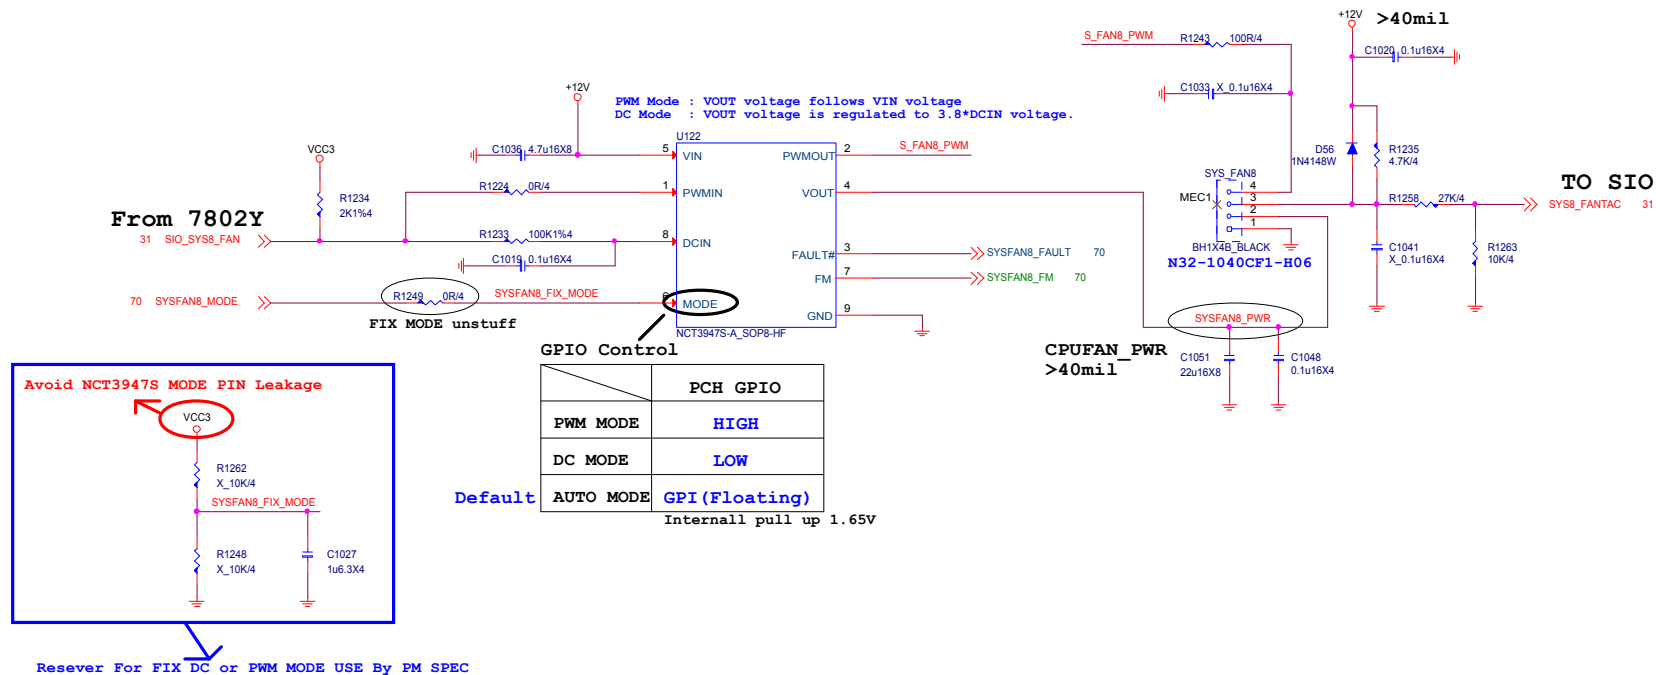 +12V
>40mil
S_FAN8_PWM
R1243 100R/4
C1020 0.1u16X4
+12V
C1033 X_0.1u16X4
PWM Mode : VOUT voltage follows VIN voltage
DC Mode : VOUT voltage is regulated to 3.8*DCIN voltage.
U122
VCC3
C1036 4.7u16X8
5 VIN
PWMOUT 2
S_FAN8_PWM
D56
1N4148W
R1235
4.7K/4
SYS_FAN8
R1224 0R/4
1 PWMIN
VOUT 4
MEC1
4
3
2
1
R1234
2K1%4
TO SIO
R1258 27K/4
SYS8_FANTAC 31
From 7802Y
31 SIO_SYS8_FAN
R1233 100K1%4
8 DCIN
FAULT# 3
SYSFAN8_FAULT 70
BH1X4B_BLACK
N32-1040CF1-H06
C1041
X_0.1u16X4
R1263
10K/4
C1019 0.1u16X4
FM 7
SYSFAN8_FM 70
70 SYSFAN8_MODE
R1249 0R/4
SYSFAN8_FIX_MODE
6 MODE
GND 9
FIX MODE unstuff
NCT3947S-A_SOP8-HF
SYSFAN8_PWR
GPIO Control
CPUFAN_PWR
>40mil
C1051
22u16X8
C1048
0.1u16X4
PCH GPIO
PWM MODE HIGH
DC MODE LOW
Default AUTO MODE GPI(Floating)
Internall pull up 1.65V
Avoid NCT3947S MODE PIN Leakage
VCC3
R1262
X_10K/4
SYSFAN8_FIX_MODE
R1248
X_10K/4
C1027
1u6.3X4
Resever For FIX DC or PWM MODE USE By PM SPEC